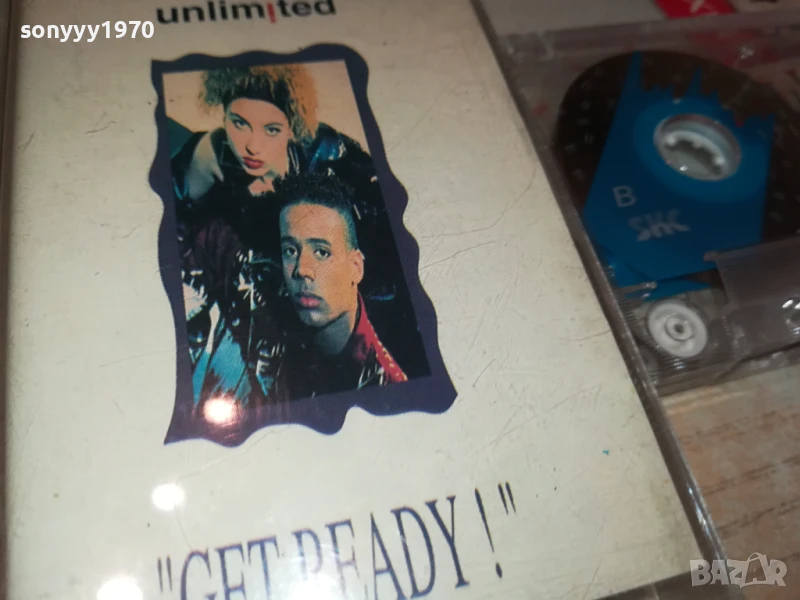 sonyyy1970
unlimited
B
SKC
"GET READY !"
BAZAR